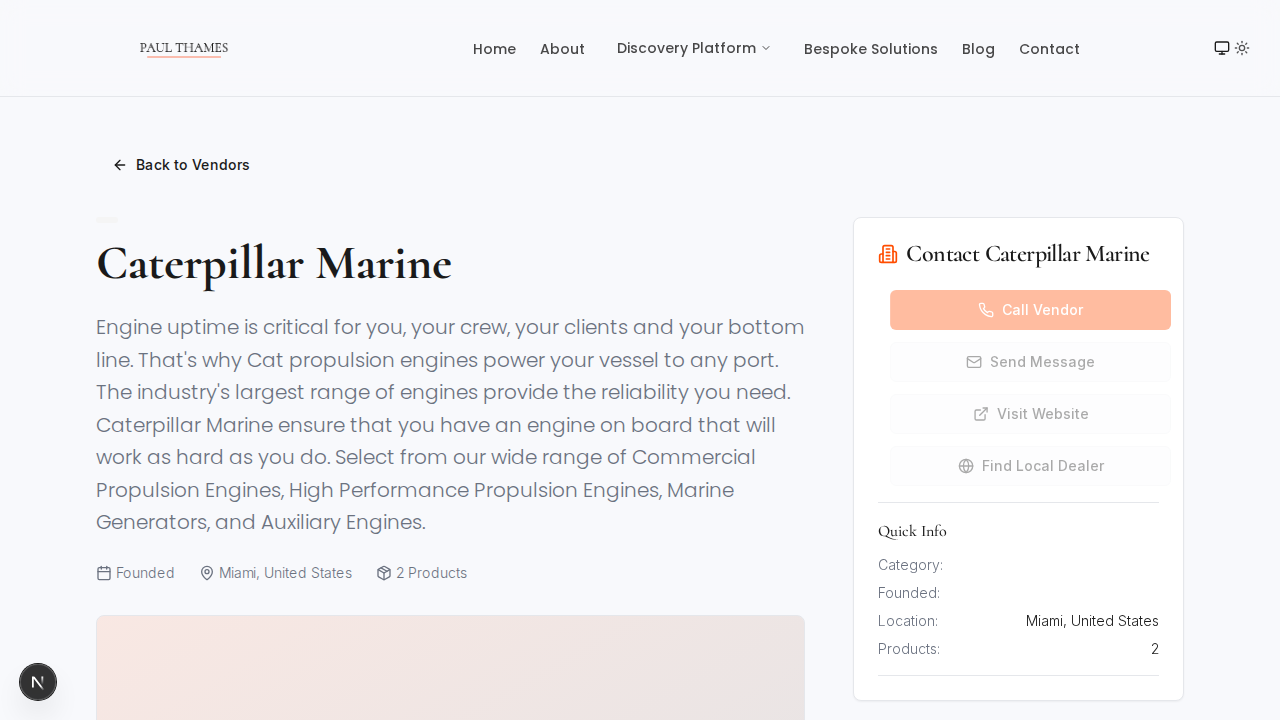 PAUL THAMES
Home
About
Discovery Platform
Bespoke Solutions
Blog
Contact
Back to Vendors
Caterpillar Marine
Engine uptime is critical for you, your crew, your clients and your bottom
line. That's why Cat propulsion engines power your vessel to any port.
The industry's largest range of engines provide the reliability you need.
Caterpillar Marine ensure that you have an engine on board that will
work as hard as you do. Select from our wide range of Commercial
Propulsion Engines, High Performance Propulsion Engines, Marine
Generators, and Auxiliary Engines.
Founded
Miami, United States
2 Products
Contact Caterpillar Marine
Call Vendor
Send Message
Visit Website
Find Local Dealer
Quick Info
Category:
Founded:
Location: Miami, United States
Products: 2
N